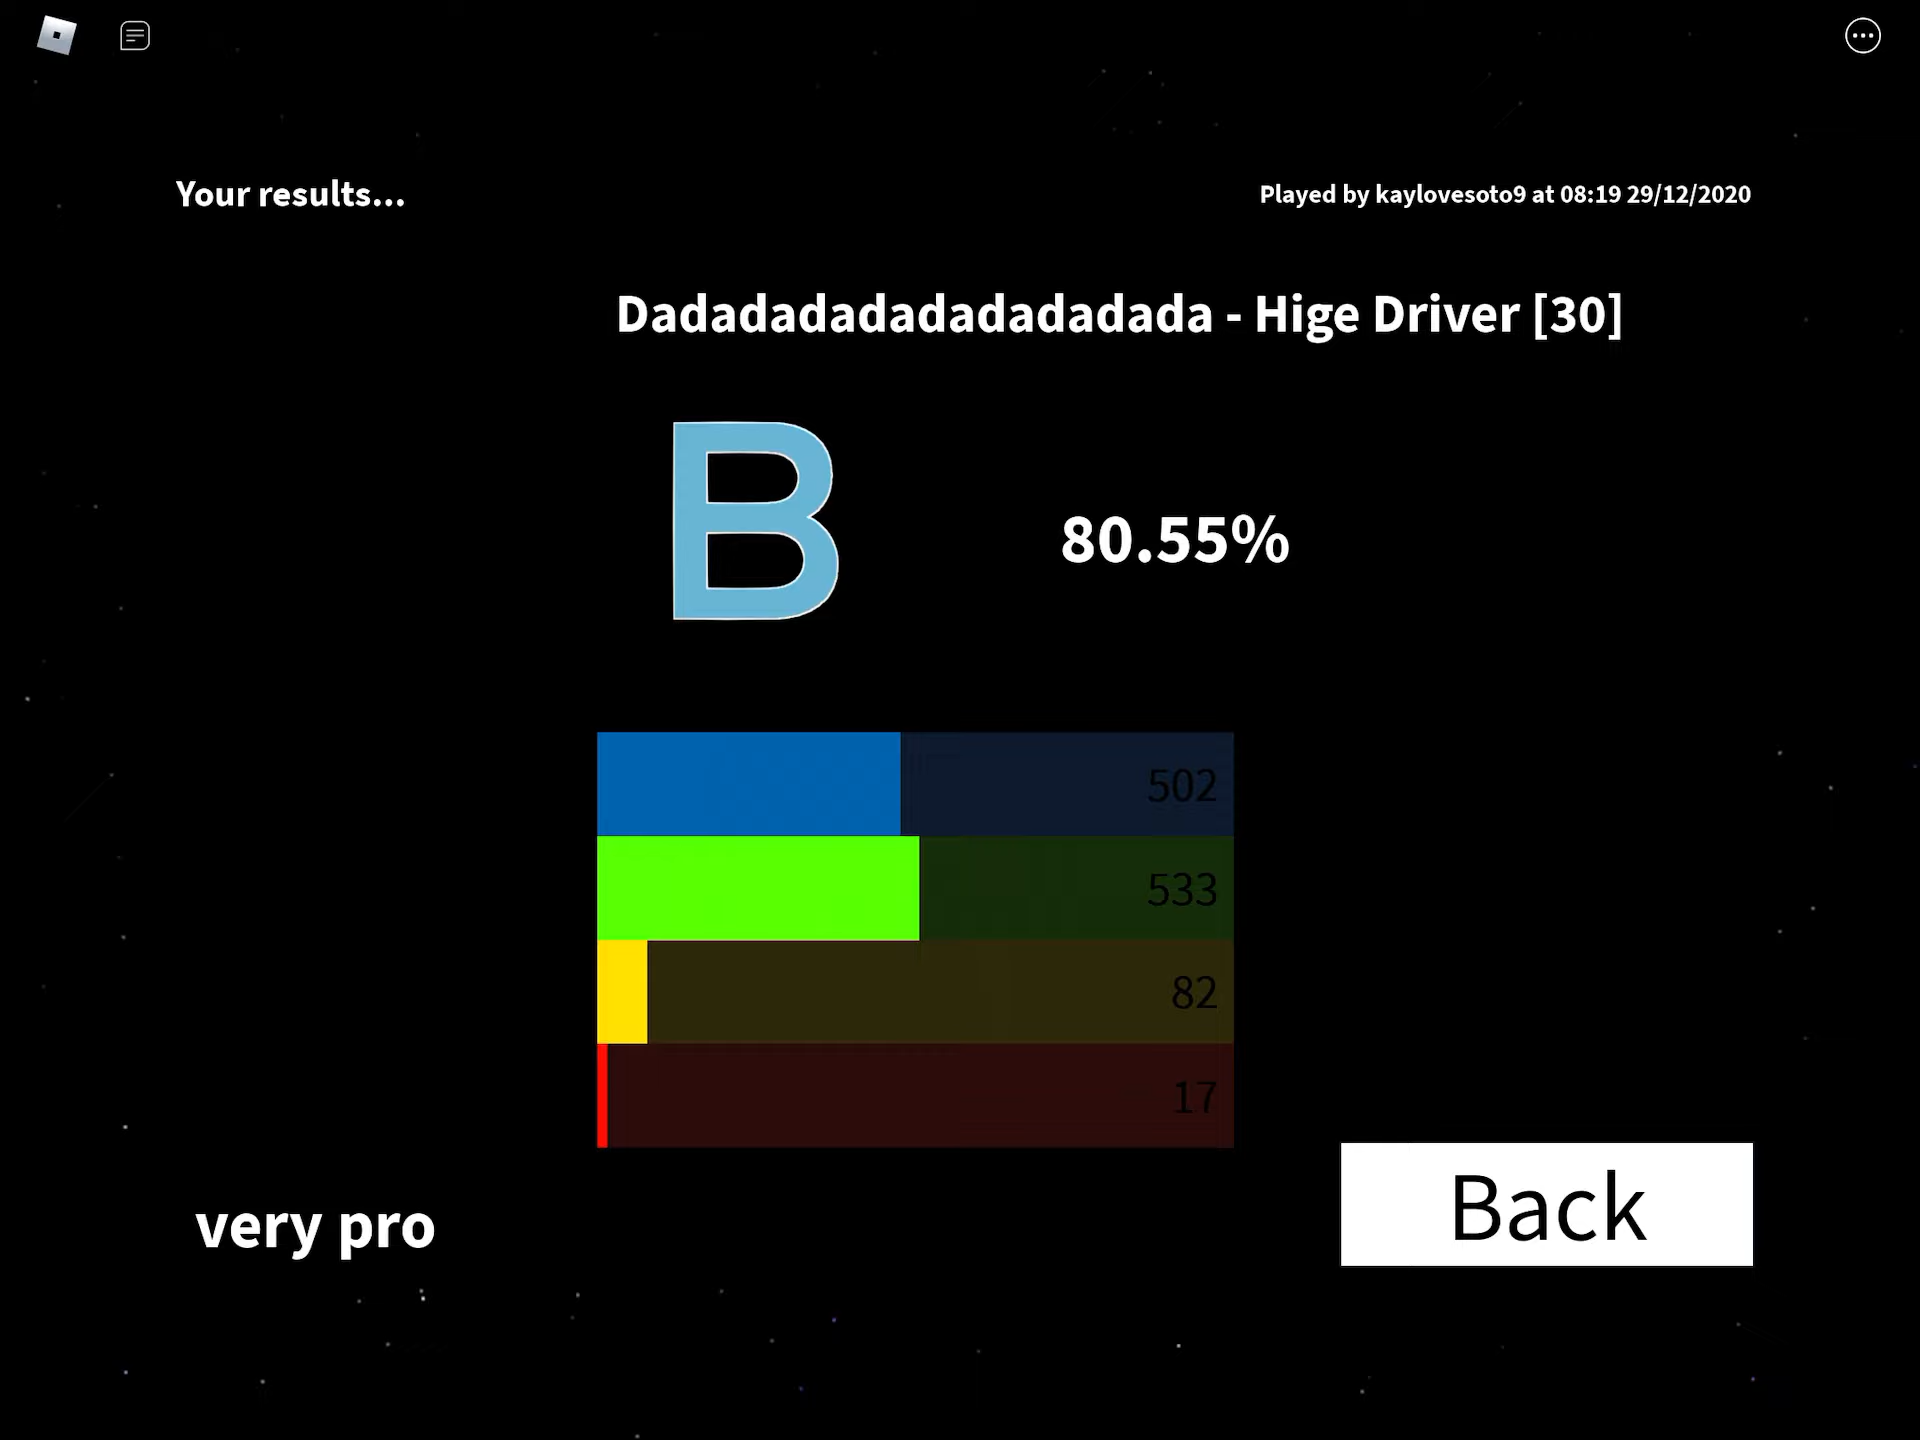 Your results...
Played by kaylovesoto9 at 08:19 29/12/2020
Dadadadadadadadadada - Hige Driver [30]
B
80.55%
502
533
82
17
very pro
Back